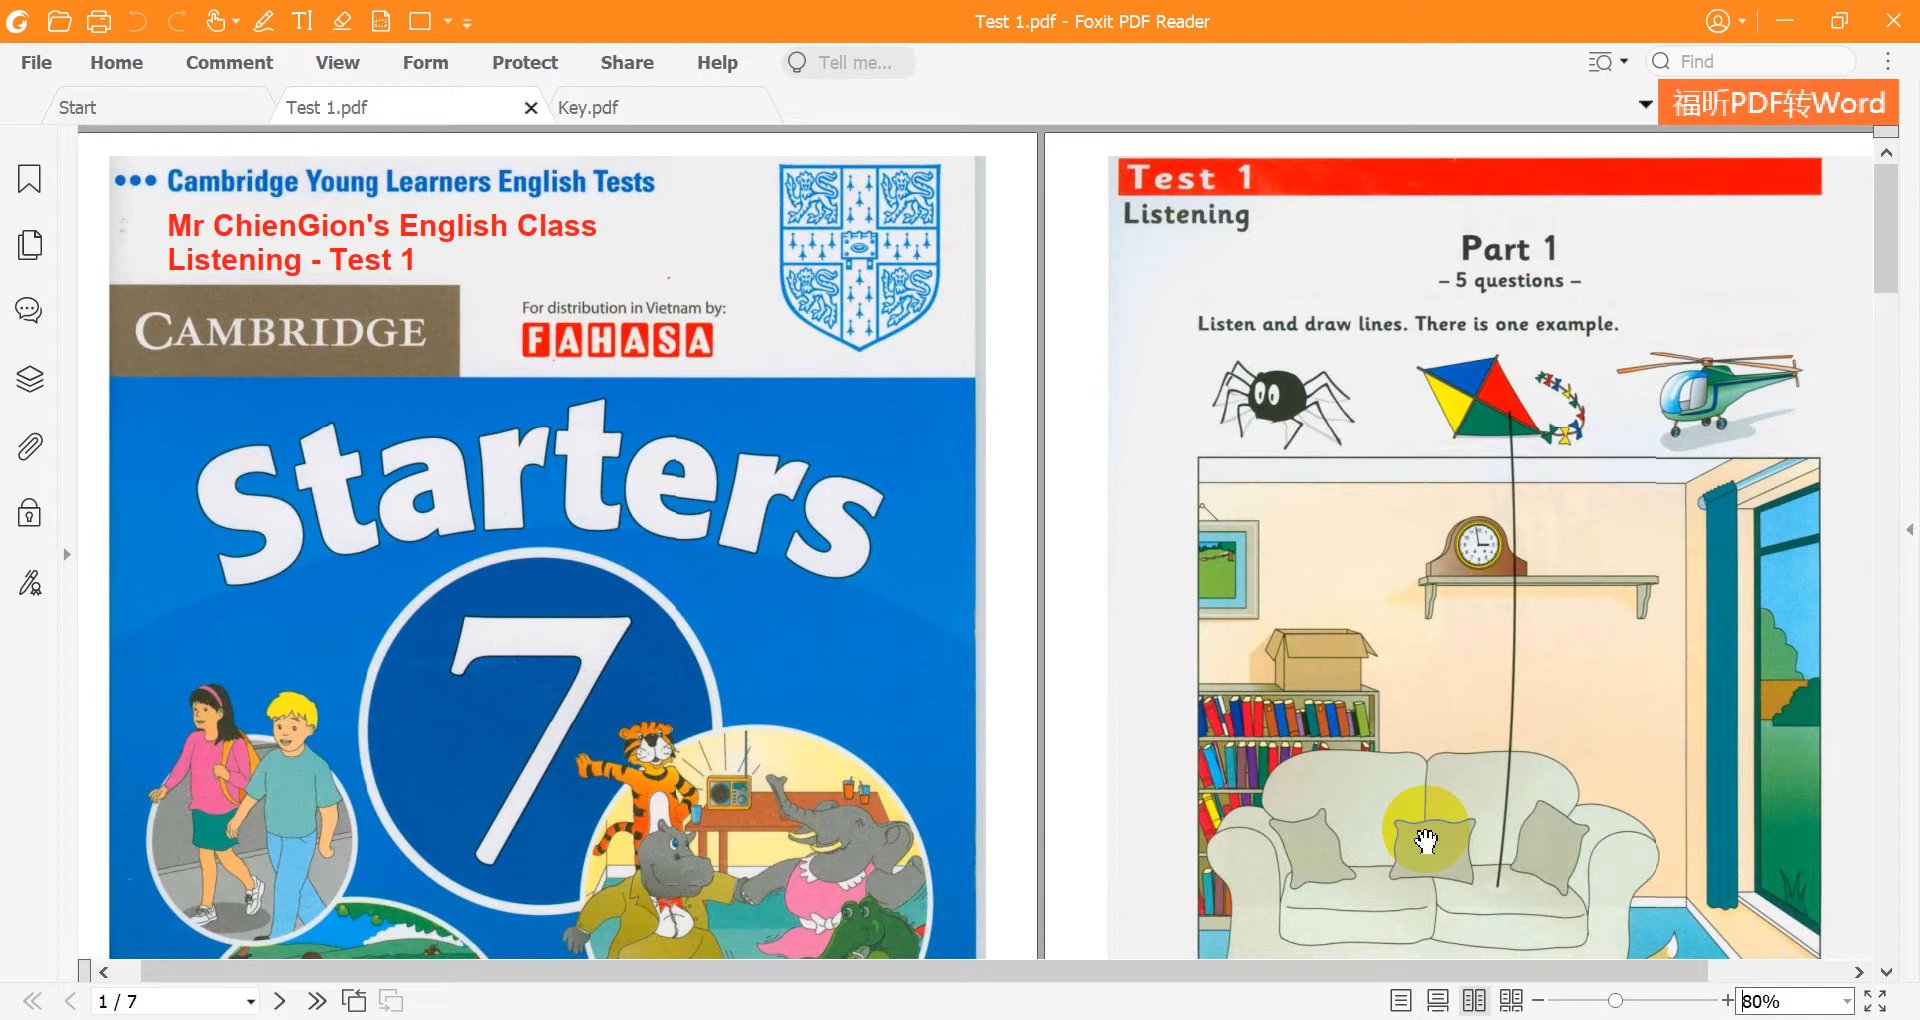 Test 1.pdf - Foxit PDF Reader
File Home Comment View Form Protect Share Help Tell me... Find
Start Test 1.pdf Key.pdf 福昕PDF转Word
Cambridge Young Learners English Tests
Mr ChienGion's English Class
Listening - Test 1
CAMBRIDGE
For distribution in Vietnam by:
FAHASA
Starters
7
Test 1
Listening
Part 1
– 5 questions –
Listen and draw lines. There is one example.
1 / 7
80%